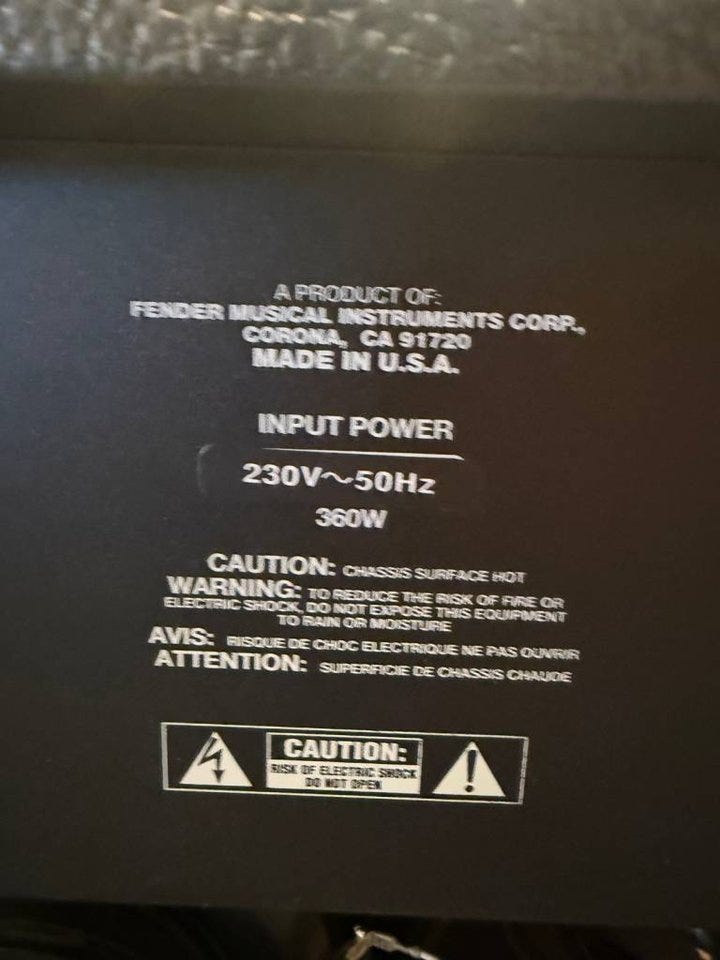 A PRODUCT OF:
FENDER MUSICAL INSTRUMENTS CORP.,
CORONA, CA 91720
MADE IN U.S.A.
INPUT POWER
230V~50Hz
360W
CAUTION: CHASSIS SURFACE HOT
WARNING: TO REDUCE THE RISK OF FIRE OR
ELECTRIC SHOCK, DO NOT EXPOSE THIS EQUIPMENT
TO RAIN OR MOISTURE
AVIS: RISQUE DE CHOC ELECTRIQUE NE PAS OUVRIR
ATTENTION: SUPERFICIE DE CHASSIS CHAUDE
CAUTION:
RISK OF ELECTRIC SHOCK
DO NOT OPEN